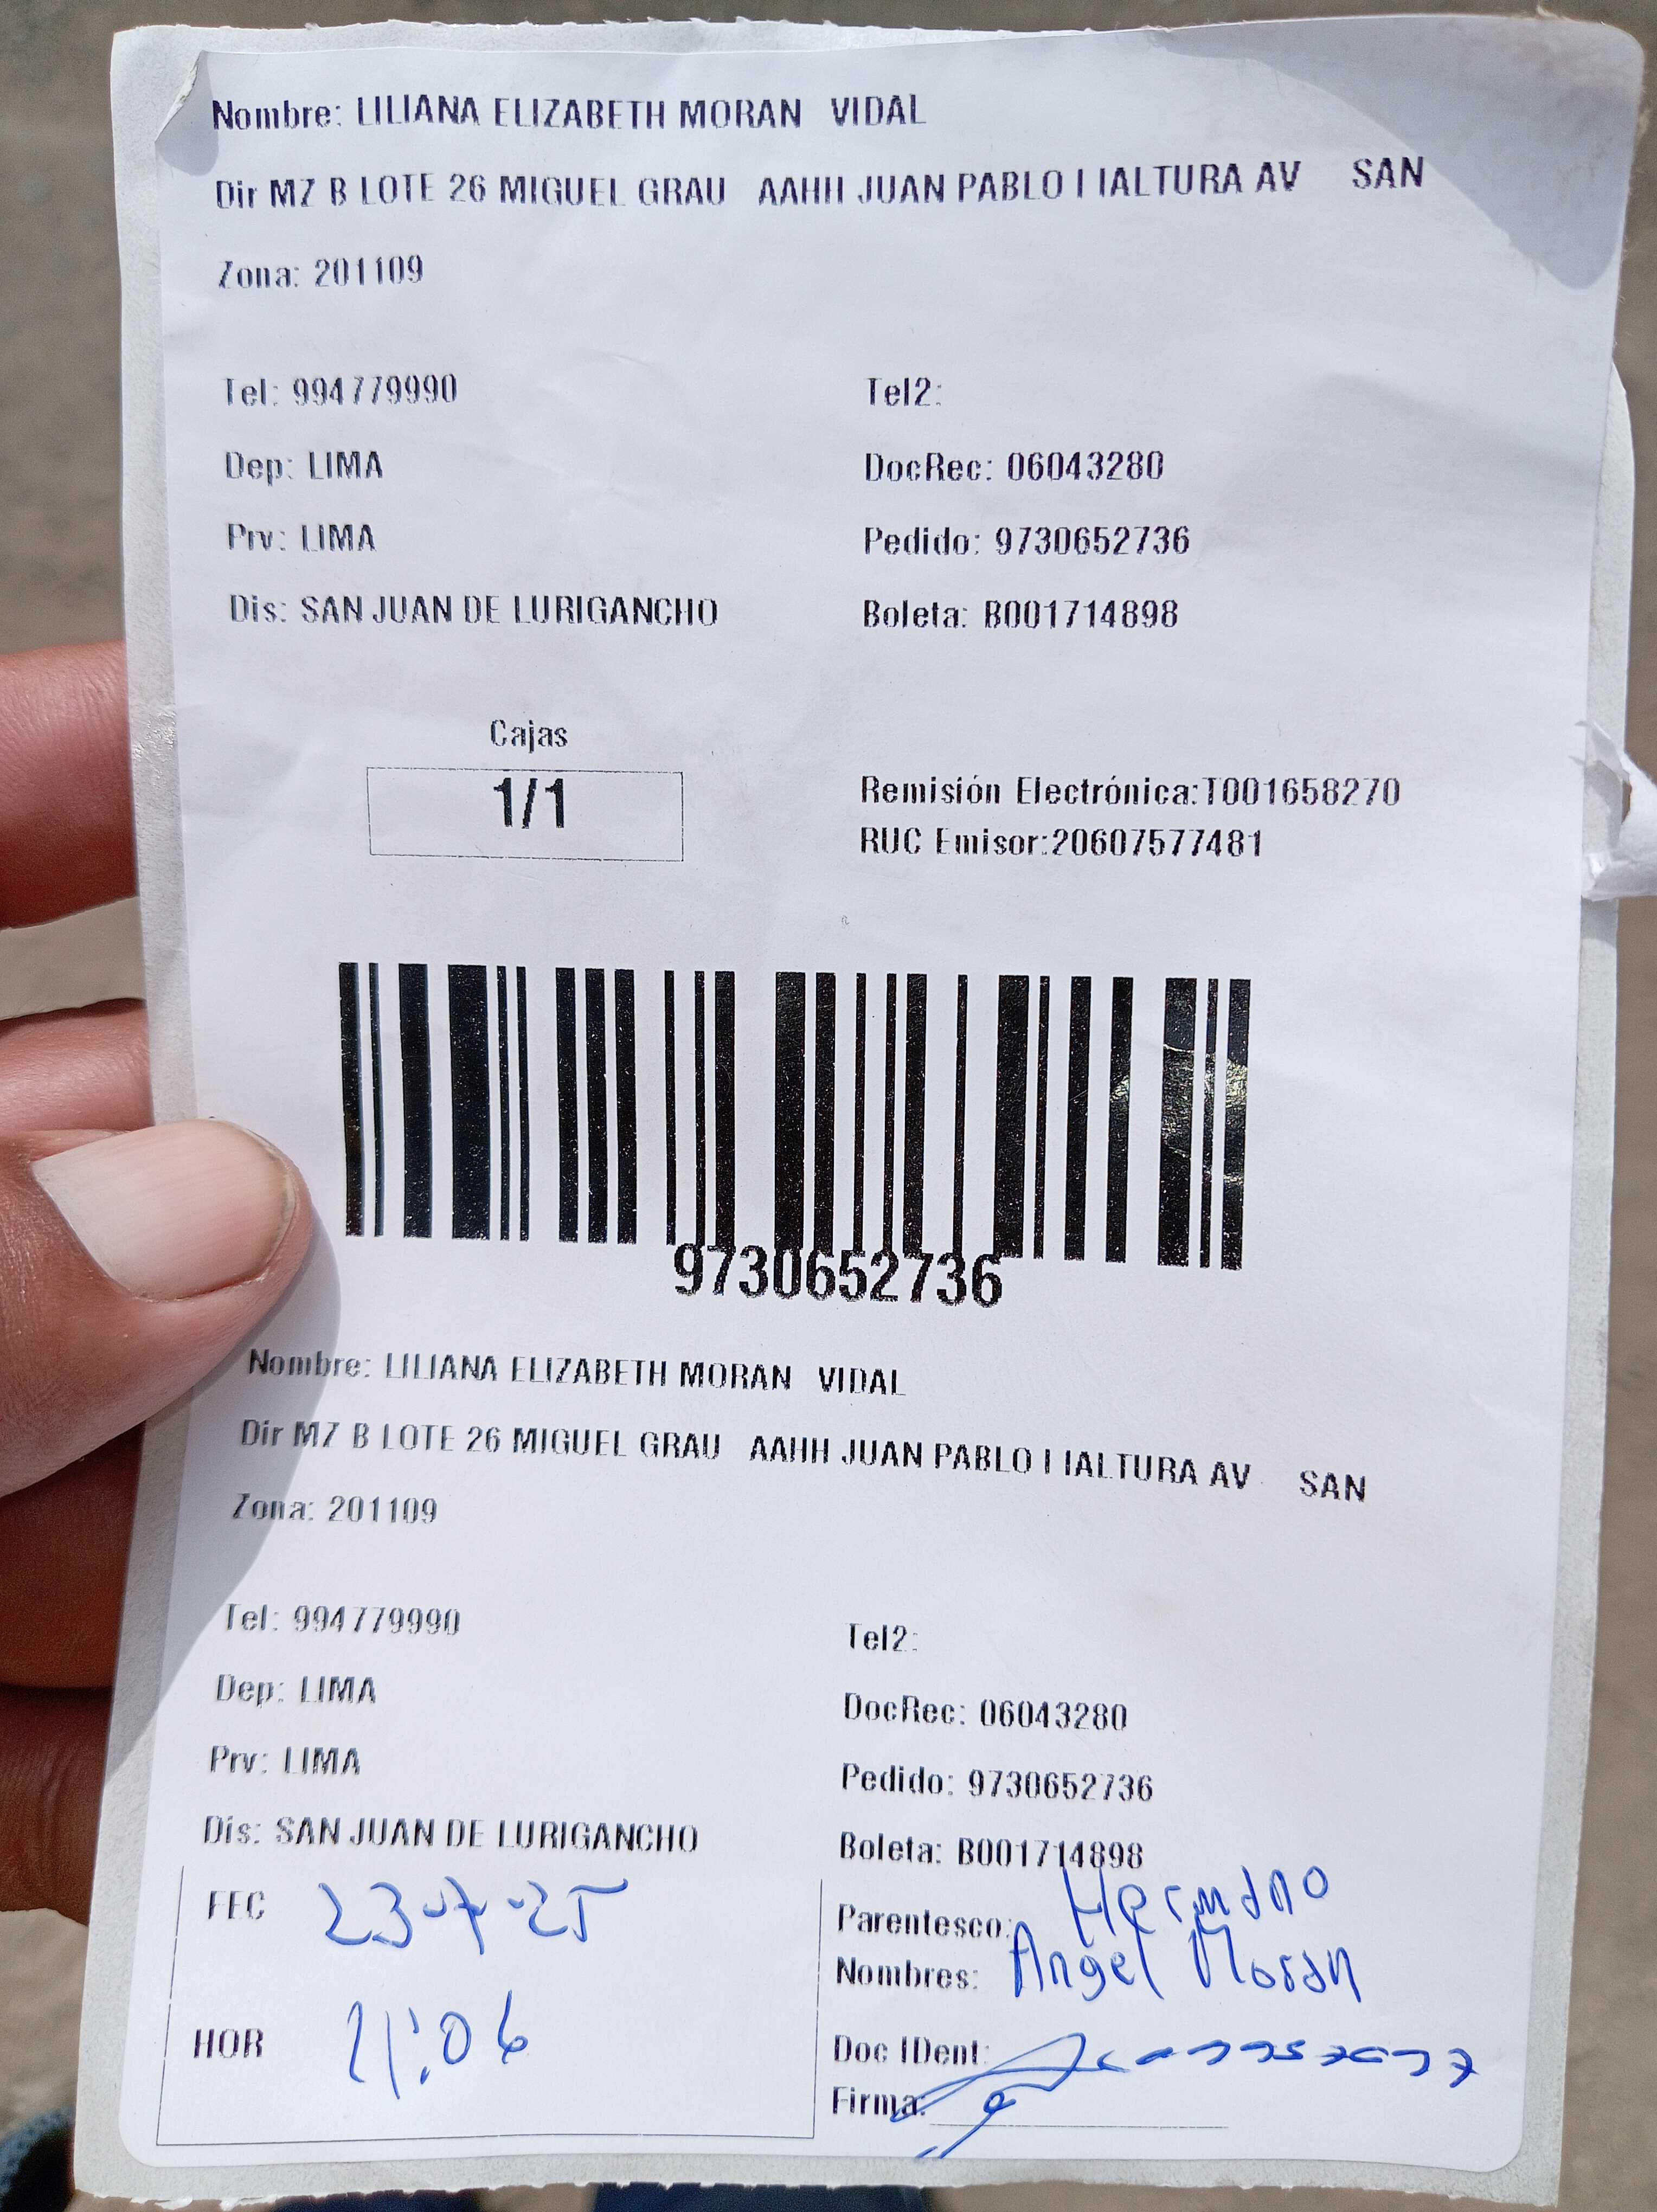 Nombre: LILIANA ELIZABETH MORAN VIDAL
Dir MZ B LOTE 26 MIGUEL GRAU AAHH JUAN PABLO I IALTURA AV SAN
Zona: 201109
Tel: 994779990 Tel2:
Dep: LIMA DocRec: 06043280
Prv: LIMA Pedido: 9730652736
Dis: SAN JUAN DE LURIGANCHO Boleta: B001714898
Cajas
1/1
Remisión Electrónica:T001658270
RUC Emisor:20607577481
9730652736
Nombre: LILIANA ELIZABETH MORAN VIDAL
Dir MZ B LOTE 26 MIGUEL GRAU AAHH JUAN PABLO I IALTURA AV SAN
Zona: 201109
Tel: 994779990 Tel2:
Dep: LIMA DocRec: 06043280
Prv: LIMA Pedido: 9730652736
Dis: SAN JUAN DE LURIGANCHO Boleta: B001714898
FEC 23-7-25 Parentesco: Hermano
Nombres: Angel Moran
HOR 11:06 Doc IDent:
Firma: